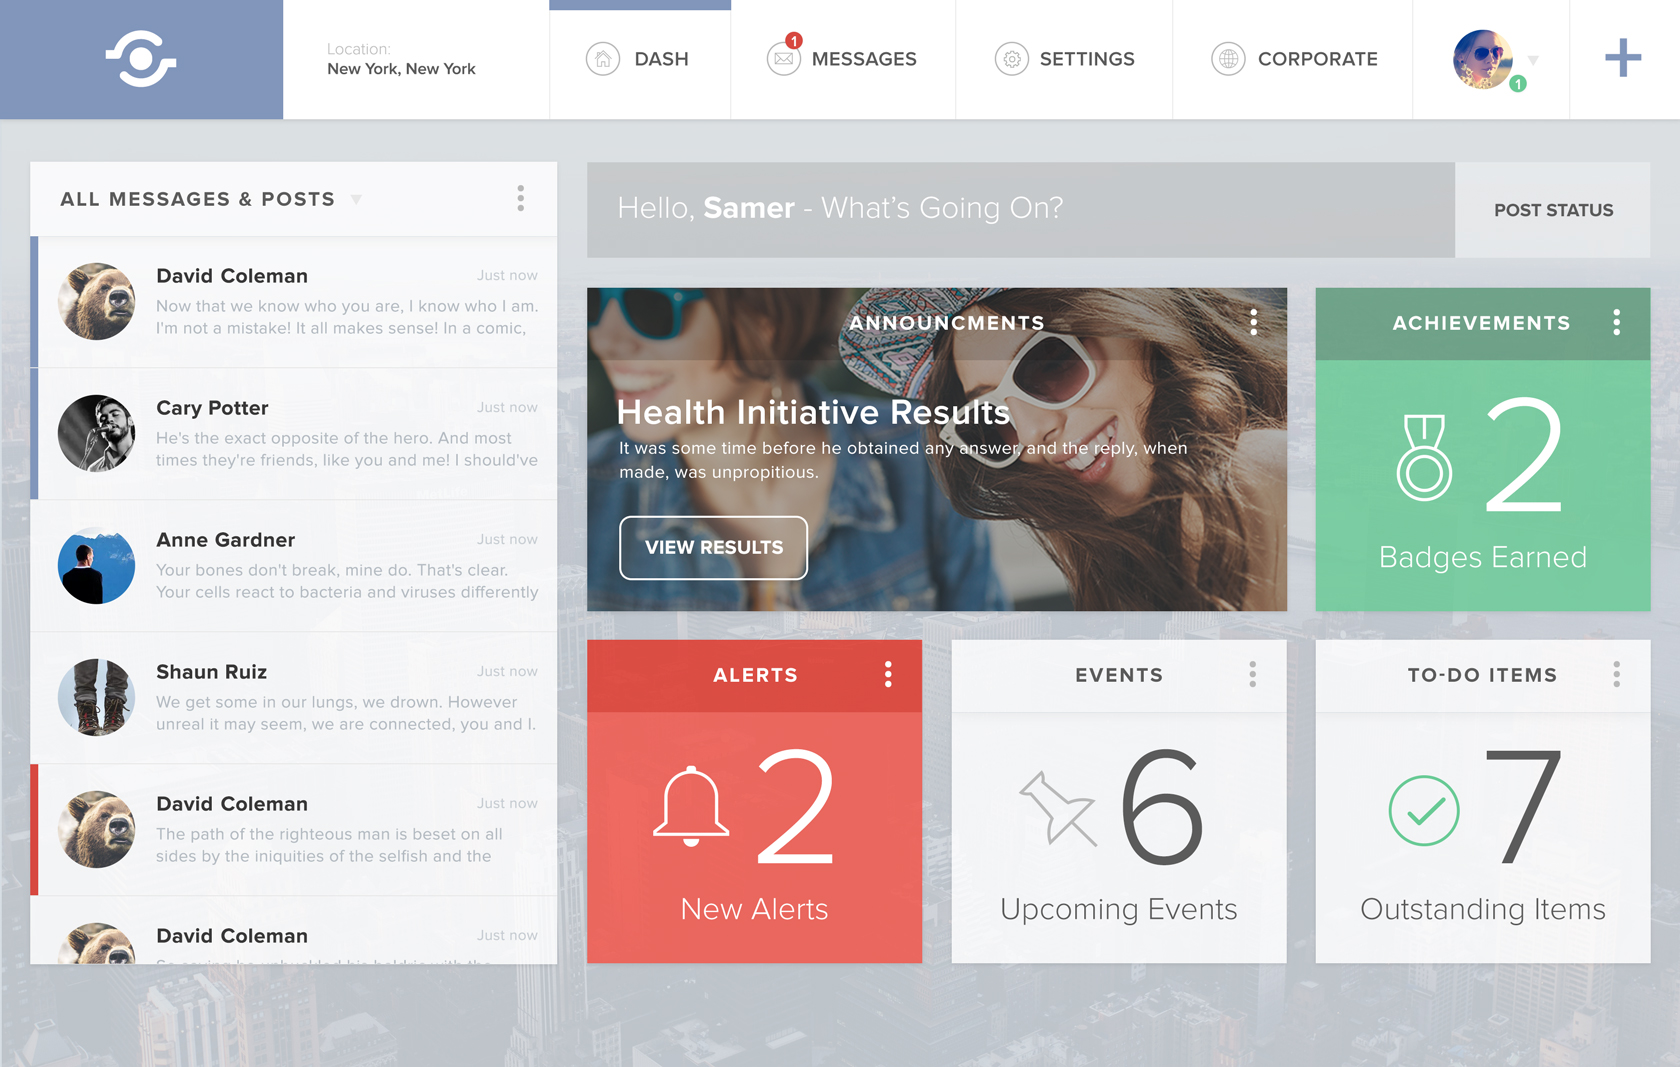 Location:
New York, New York
DASH
1
MESSAGES
SETTINGS
CORPORATE
1
ALL MESSAGES & POSTS
David Coleman
Just now
Now that we know who you are, I know who I am.
I'm not a mistake! It all makes sense! In a comic,
Cary Potter
Just now
He's the exact opposite of the hero. And most
times they're friends, like you and me! I should've
Anne Gardner
Just now
Your bones don't break, mine do. That's clear.
Your cells react to bacteria and viruses differently
Shaun Ruiz
Just now
We get some in our lungs, we drown. However
unreal it may seem, we are connected, you and I.
David Coleman
Just now
The path of the righteous man is beset on all
sides by the iniquities of the selfish and the
David Coleman
Just now
Hello, Samer - What's Going On?
POST STATUS
ANNOUNCMENTS
Health Initiative Results
It was some time before he obtained any answer, and the reply, when
made, was unpropitious.
VIEW RESULTS
ACHIEVEMENTS
2
Badges Earned
ALERTS
2
New Alerts
EVENTS
6
Upcoming Events
TO-DO ITEMS
7
Outstanding Items